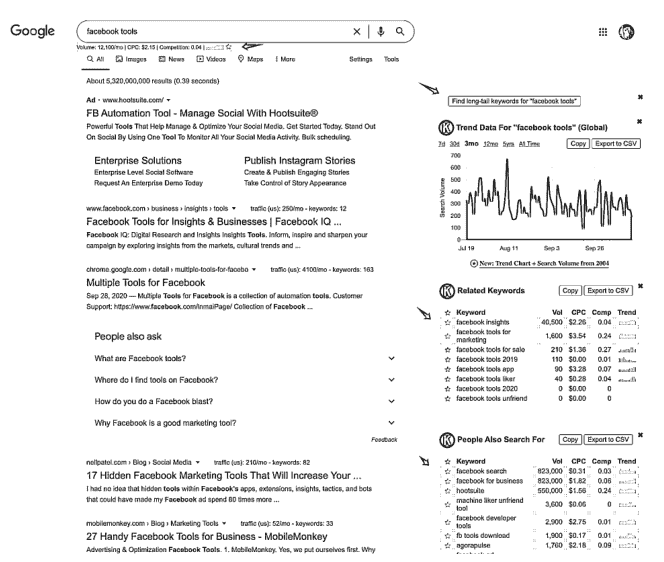 Google
facebook tools
Volume: 12,100/mo | CPC: $2.15 | Competition: 0.04 |
All Images News Videos Maps More Settings Tools
About 5,320,000,000 results (0.39 seconds)
Ad · www.hootsuite.com/
FB Automation Tool - Manage Social With Hootsuite®
Powerful Tools That Help Manage & Optimize Your Social Media. Get Started Today. Stand Out
On Social By Using One Tool To Monitor All Your Social Media Activity. Bulk scheduling.
Enterprise Solutions
Enterprise Level Social Software
Request An Enterprise Demo Today
Publish Instagram Stories
Create & Publish Engaging Stories
Take Control of Story Appearance
www.facebook.com › business › insights › tools traffic (us): 250/mo - keywords: 12
Facebook Tools for Insights & Businesses | Facebook IQ ...
Facebook IQ: Digital Research and Insights Insights Tools. Inform, inspire and sharpen your
campaign by exploring insights from the markets, cultural trends and ...
chrome.google.com › detail › multiple-tools-for-facebo traffic (us): 4100/mo - keywords: 163
Multiple Tools for Facebook
Sep 28, 2020 — Multiple Tools for Facebook is a collection of automation tools. Customer
Support: https://www.facebook.com/inmaiPage/ Collection of Facebook ...
People also ask
What are Facebook tools?
Where do I find tools on Facebook?
How do you do a Facebook blast?
Why Facebook is a good marketing tool?
Feedback
neilpatel.com › Blog › Social Media traffic (us): 210/mo - keywords: 82
17 Hidden Facebook Marketing Tools That Will Increase Your ...
I had no idea that hidden tools within Facebook's apps, extensions, insights, tactics, and bots
that could have made my Facebook ad spend 80 times more ...
mobilemonkey.com › Blog › Marketing Tools traffic (us): 52/mo - keywords: 33
27 Handy Facebook Tools for Business - MobileMonkey
Advertising & Optimization Facebook Tools. 1. MobileMonkey. Yes, we put ourselves first. Why
Find long-tail keywords for "facebook tools"
Trend Data For "facebook tools" (Global)
7d 30d 3mo 12mo 5yrs All Time Copy Export to CSV
Search Volume
700
600
500
400
300
200
100
0
Jul 19 Aug 11 Sep 3 Sep 26
New: Trend Chart + Search Volume from 2004
Related Keywords Copy Export to CSV
Keyword Vol CPC Comp Trend
facebook insights 40,500 $2.26 0.04
facebook tools for marketing 1,600 $3.54 0.24
facebook tools for sale 210 $1.36 0.27
facebook tools 2019 110 $0.00 0.01
facebook tools app 90 $3.28 0.07
facebook tools liker 40 $0.28 0.04
facebook tools 2020 0 $0.00 0
facebook tools unfriend 0 $0.00 0
People Also Search For Copy Export to CSV
Keyword Vol CPC Comp Trend
facebook search 823,000 $0.31 0.03
facebook for business 823,000 $1.82 0.06
hootsuite 550,000 $1.56 0.24
machine liker unfriend tool 3,600 $0.06 0
facebook developer tools 2,900 $2.75 0.01
fb tools download 1,900 $0.17 0.01
agorapulse 1,760 $2.18 0.09